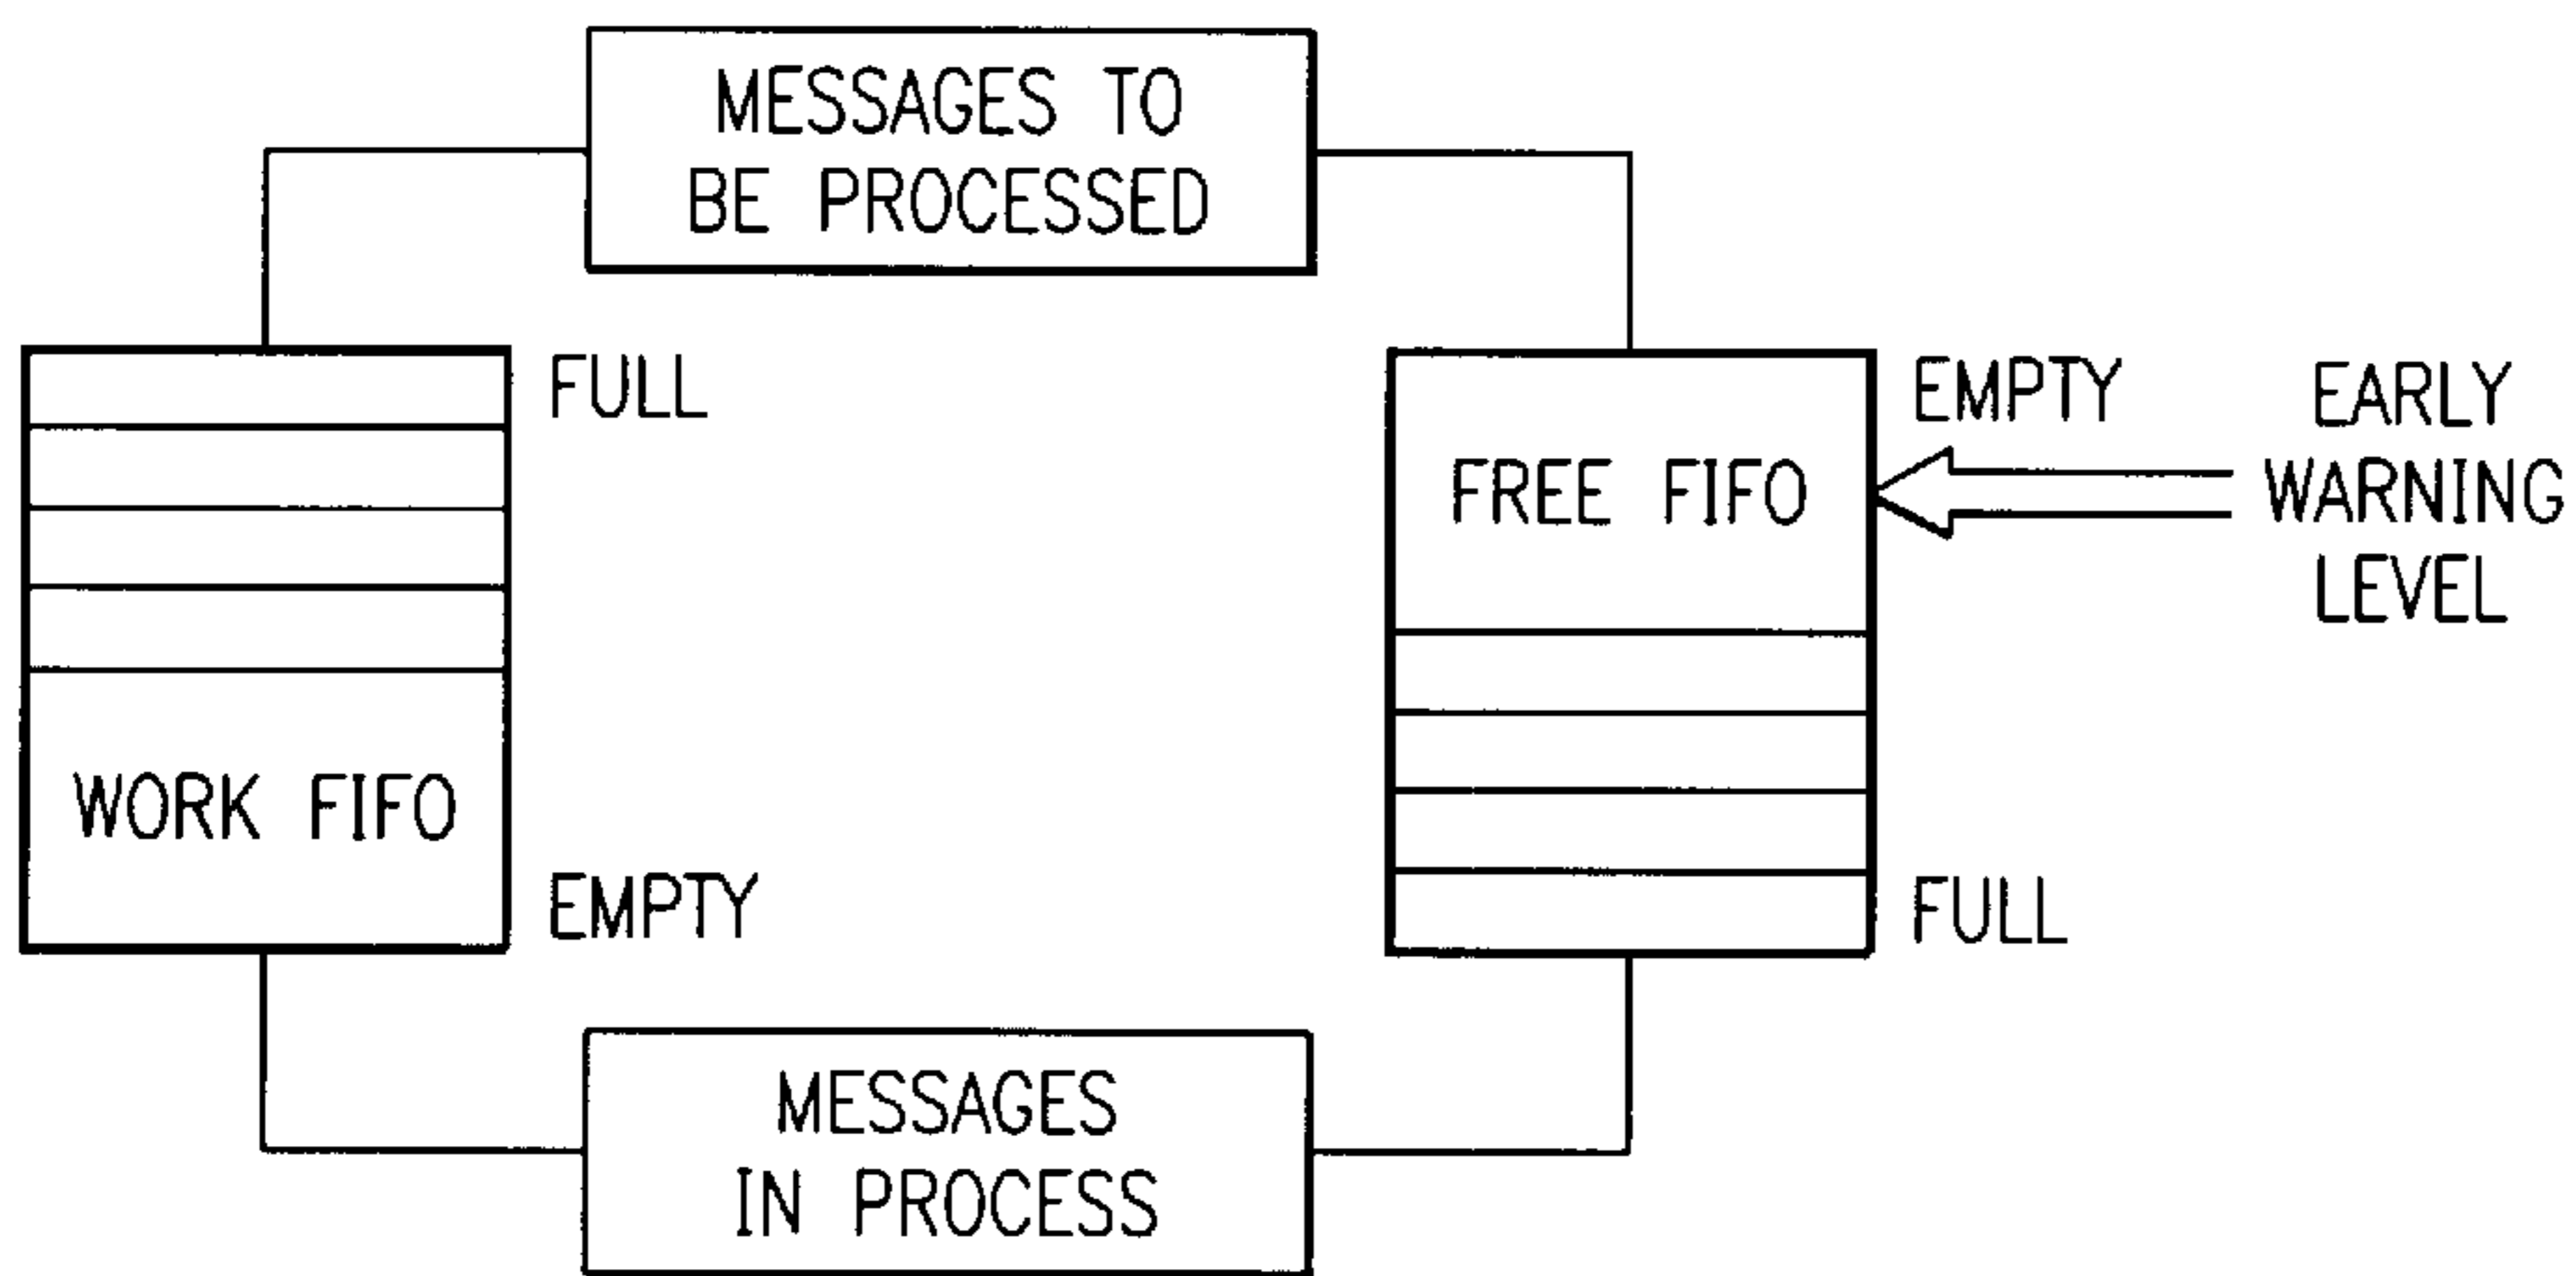 MESSAGES TO
BE PROCESSED
FULL
WORK FIFO
EMPTY
EMPTY
FREE FIFO
FULL
EARLY
WARNING
LEVEL
MESSAGES
IN PROCESS